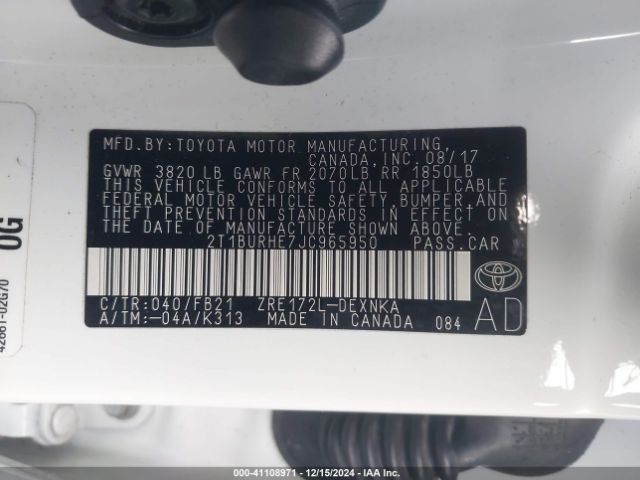 MFD.BY:TOYOTA MOTOR MANUFACTURING
CANADA, INC. 08/17
GVWR 3820 LB GAWR FR 2070LB RR 1850LB
THIS VEHICLE CONFORMS TO ALL APPLICABLE
FEDERAL MOTOR VEHICLE SAFETY, BUMPER, AND
THEFT PREVENTION STANDARDS IN EFFECT ON
THE DATE OF MANUFACTURE SHOWN ABOVE.
2T1BURHE7JC965950 PASS.CAR
C/TR:040/FB21 ZRE172L-DEXNKA
A/TM:-04A/K313 MADE IN CANADA 084
AD
0G
42661-02G70
000-41108971 - 12/15/2024 - IAA Inc.